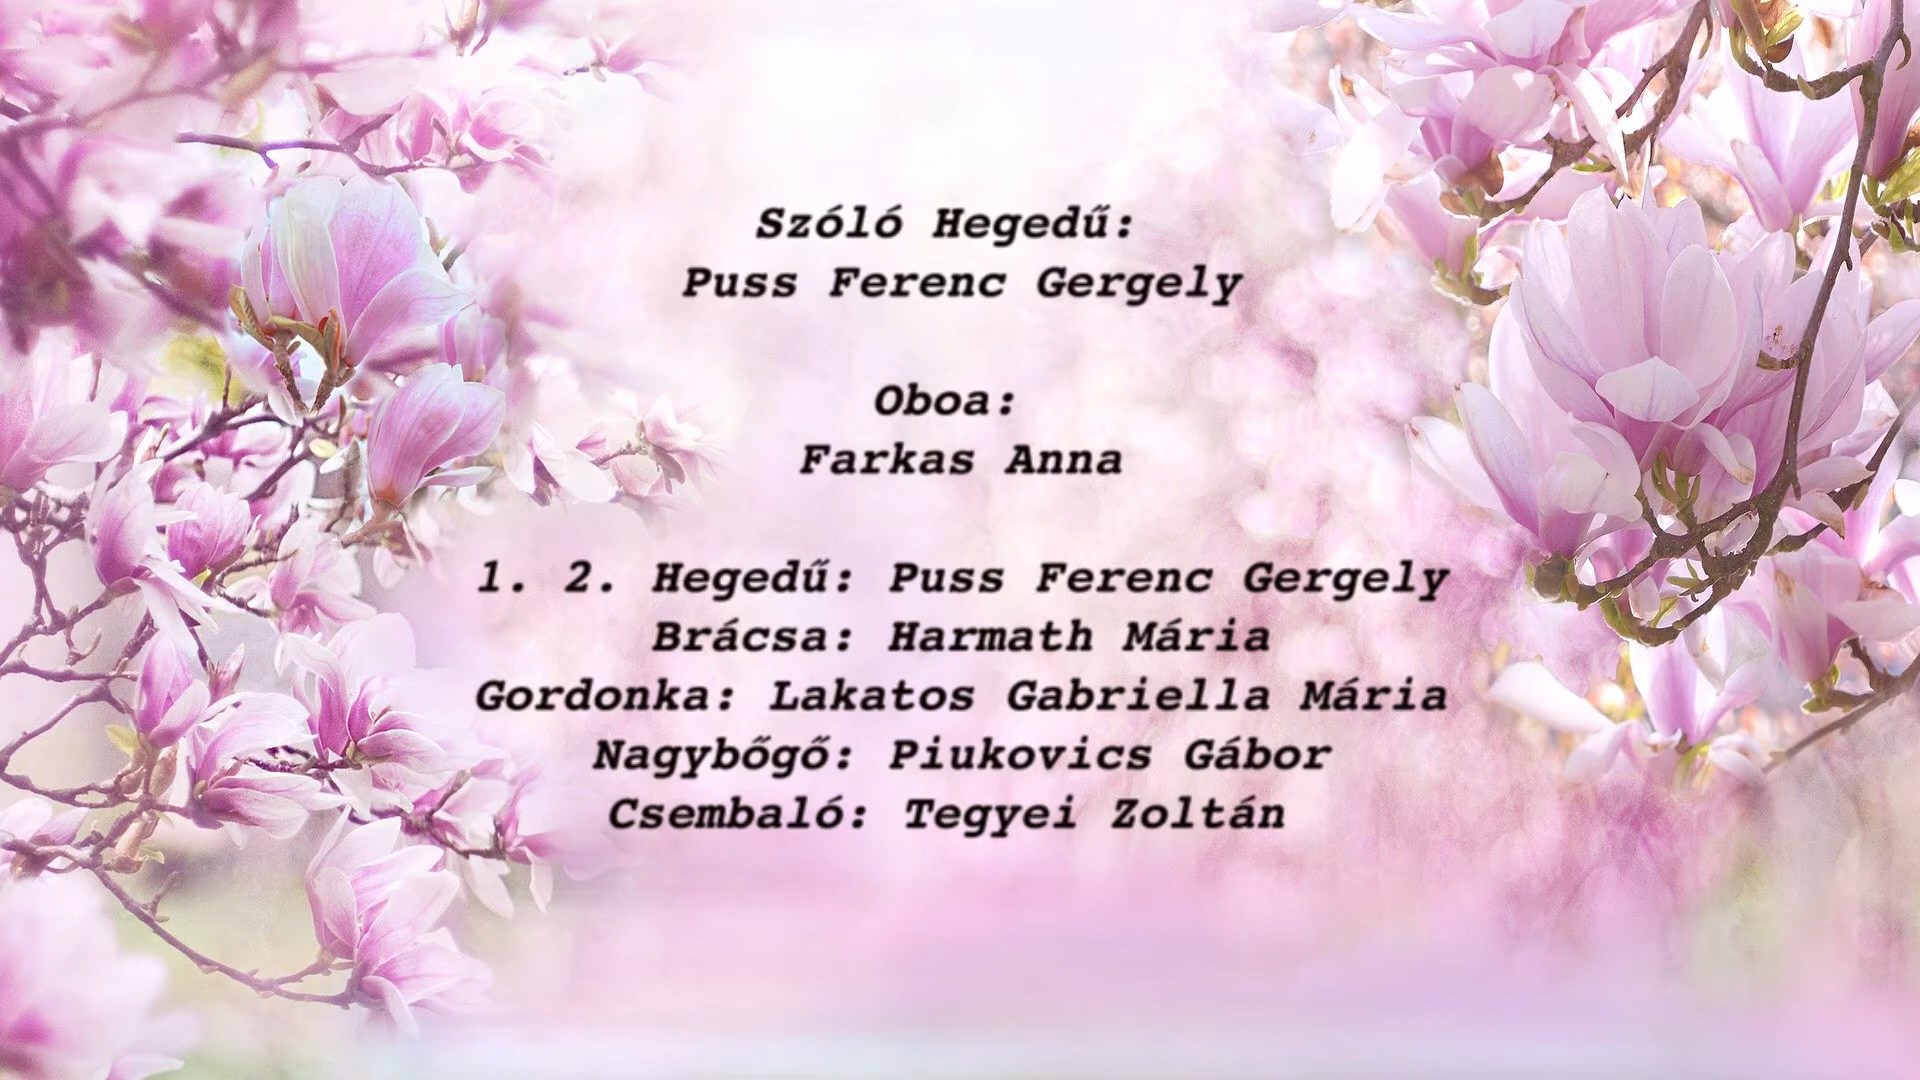 Szóló Hegedű:
Puss Ferenc Gergely
Oboa:
Farkas Anna
1. 2. Hegedű: Puss Ferenc Gergely
Brácsa: Harmath Mária
Gordonka: Lakatos Gabriella Mária
Nagybőgő: Piukovics Gábor
Csembaló: Tegyei Zoltán